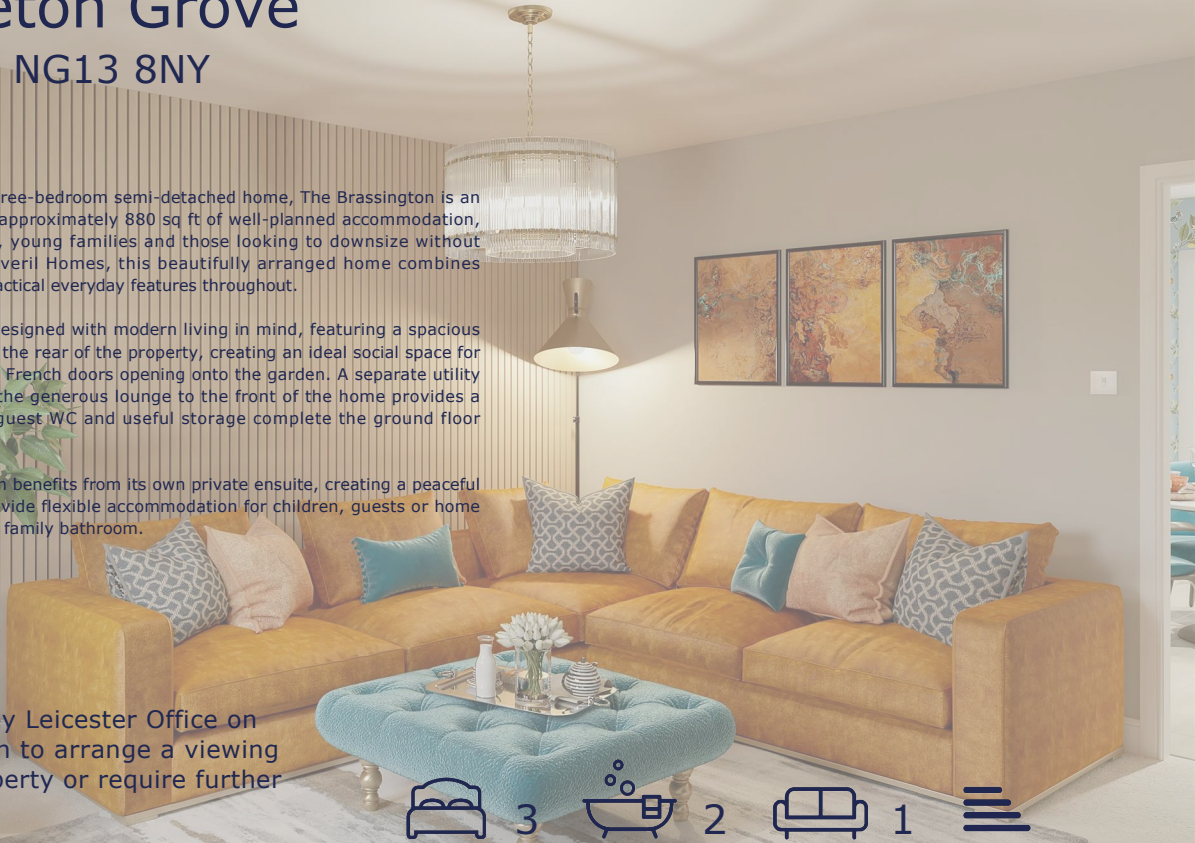 eton Grove
NG13 8NY
ree-bedroom semi-detached home, The Brassington is an
approximately 880 sq ft of well-planned accommodation,
, young families and those looking to downsize without
veril Homes, this beautifully arranged home combines
actical everyday features throughout.
esigned with modern living in mind, featuring a spacious
the rear of the property, creating an ideal social space for
French doors opening onto the garden. A separate utility
the generous lounge to the front of the home provides a
guest WC and useful storage complete the ground floor
n benefits from its own private ensuite, creating a peaceful
vide flexible accommodation for children, guests or home
family bathroom.
y Leicester Office on
n to arrange a viewing
perty or require further
3 2 1